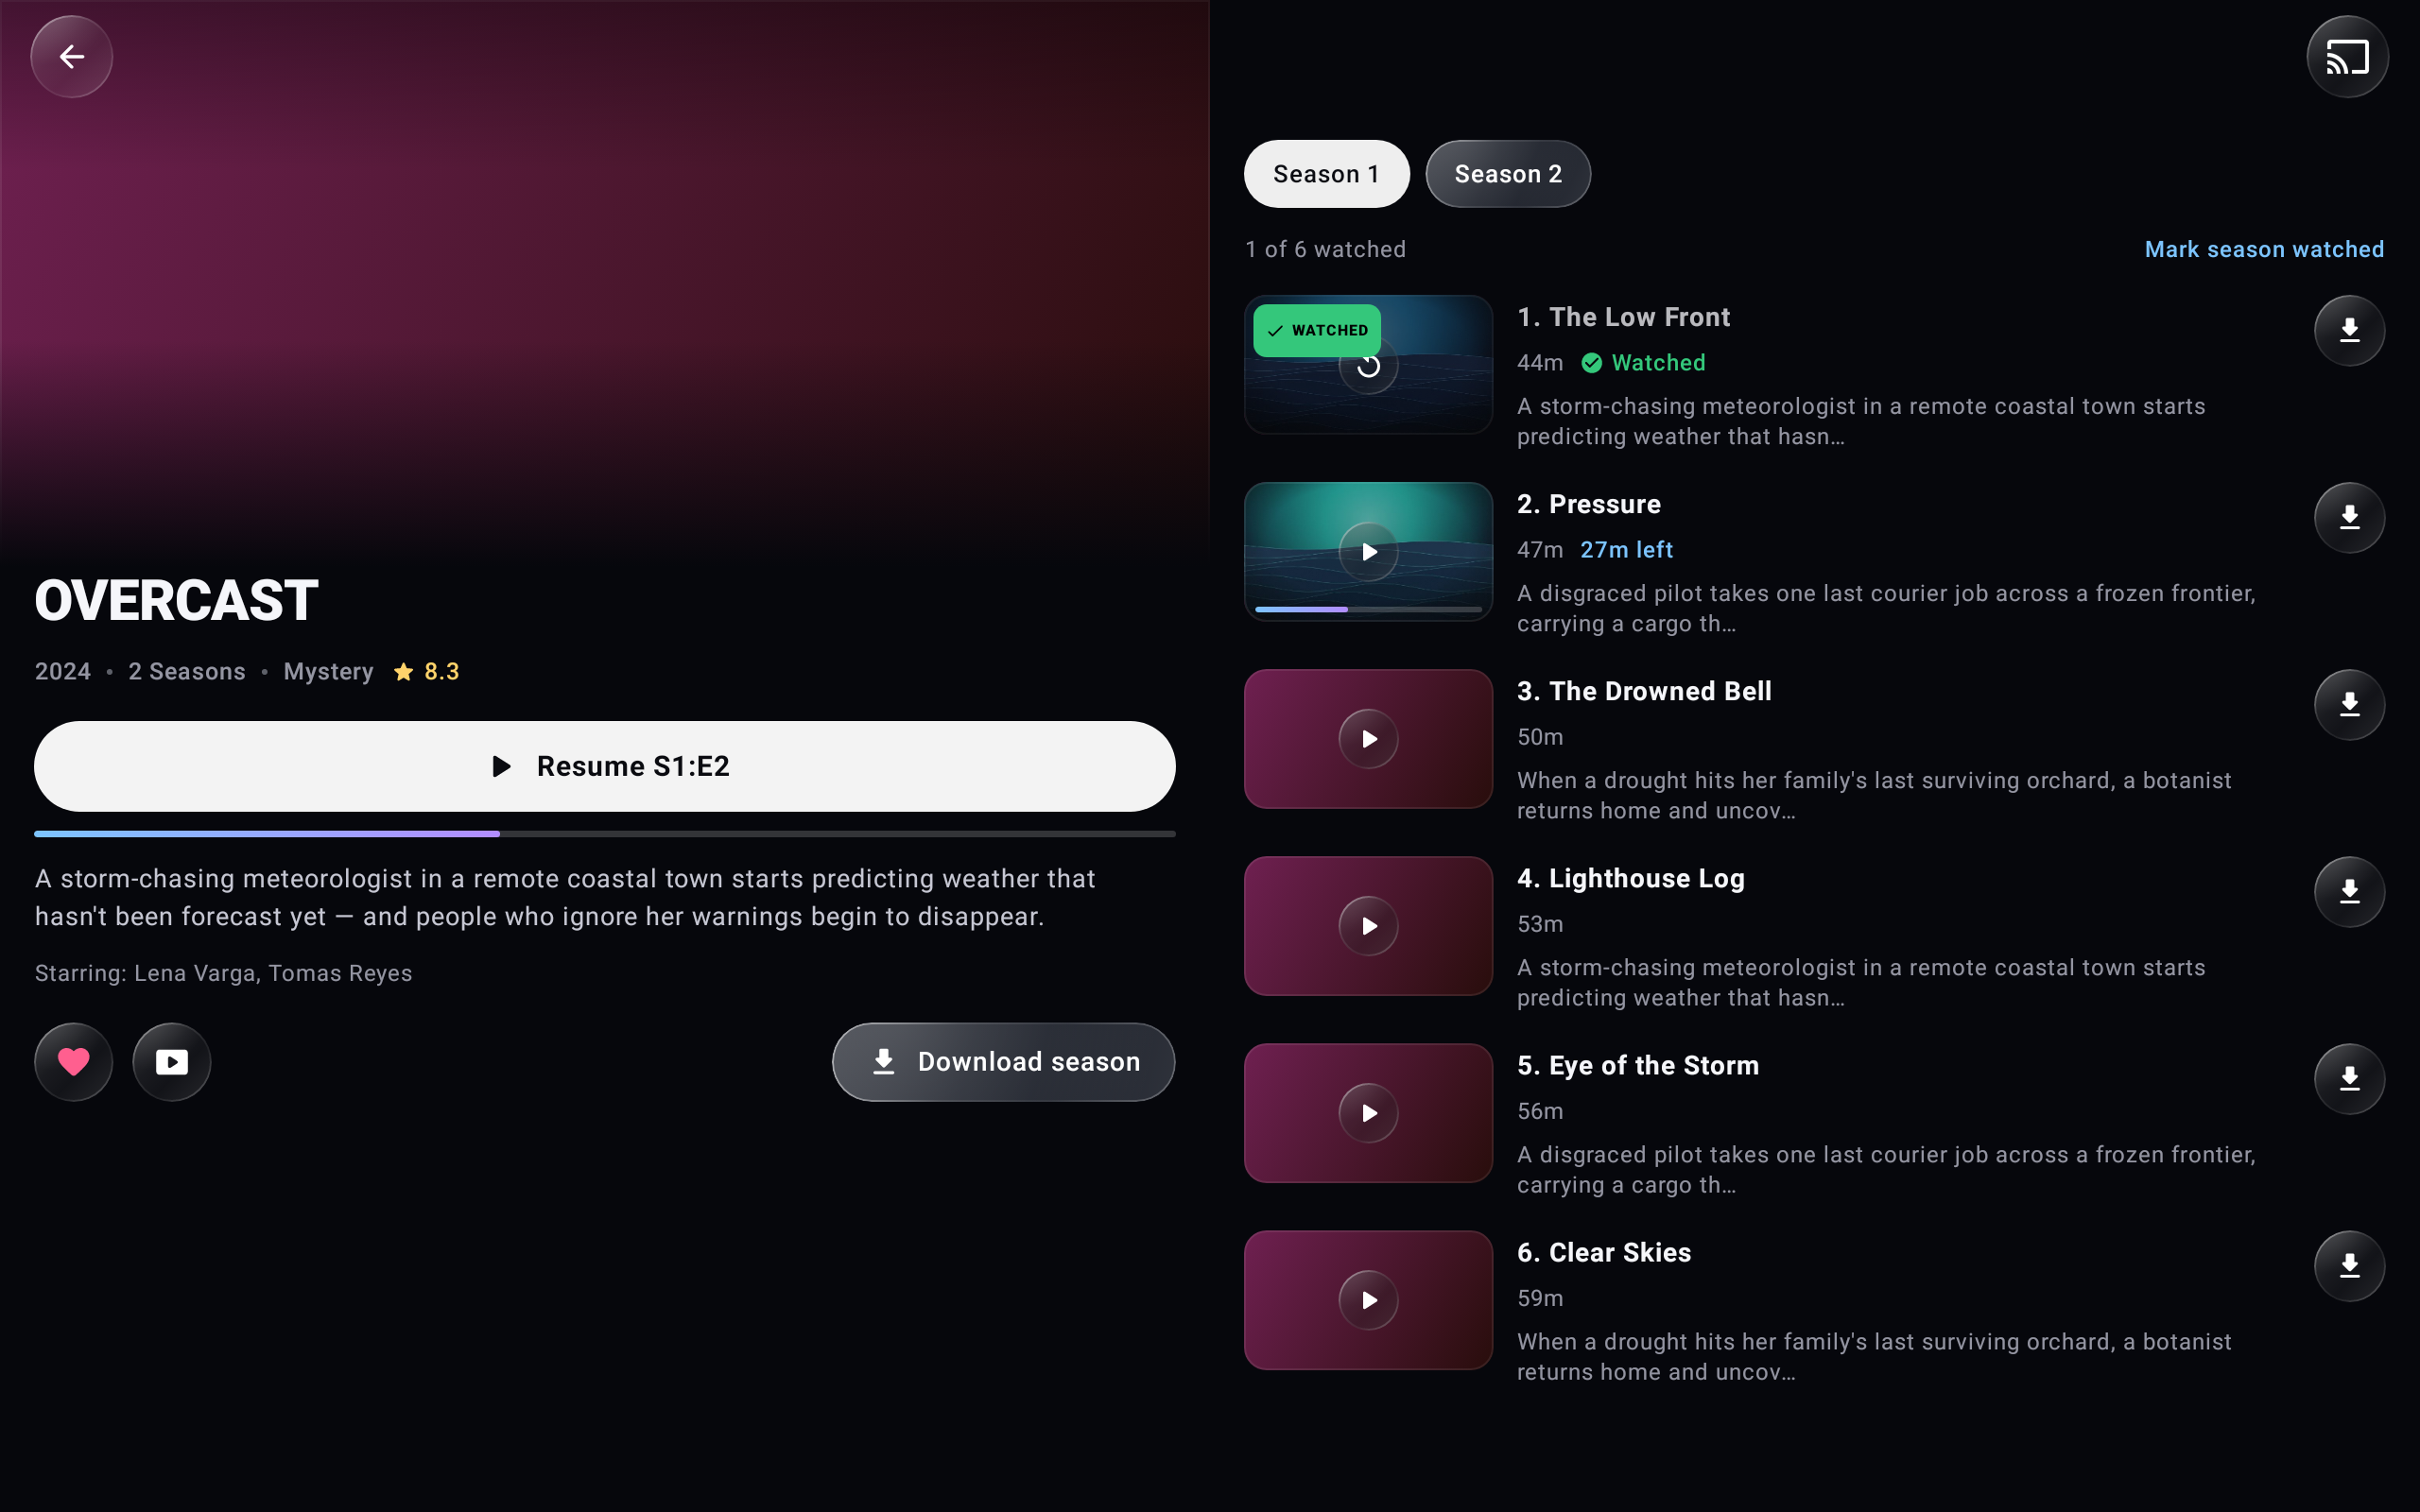 OVERCAST
2024 • 2 Seasons • Mystery 8.3
Resume S1:E2
A storm-chasing meteorologist in a remote coastal town starts predicting weather that
hasn't been forecast yet — and people who ignore her warnings begin to disappear.
Starring: Lena Varga, Tomas Reyes
Download season
Season 1
Season 2
1 of 6 watched
Mark season watched
WATCHED
1. The Low Front
44m Watched
A storm-chasing meteorologist in a remote coastal town starts
predicting weather that hasn…
2. Pressure
47m 27m left
A disgraced pilot takes one last courier job across a frozen frontier,
carrying a cargo th…
3. The Drowned Bell
50m
When a drought hits her family's last surviving orchard, a botanist
returns home and uncov…
4. Lighthouse Log
53m
A storm-chasing meteorologist in a remote coastal town starts
predicting weather that hasn…
5. Eye of the Storm
56m
A disgraced pilot takes one last courier job across a frozen frontier,
carrying a cargo th…
6. Clear Skies
59m
When a drought hits her family's last surviving orchard, a botanist
returns home and uncov…